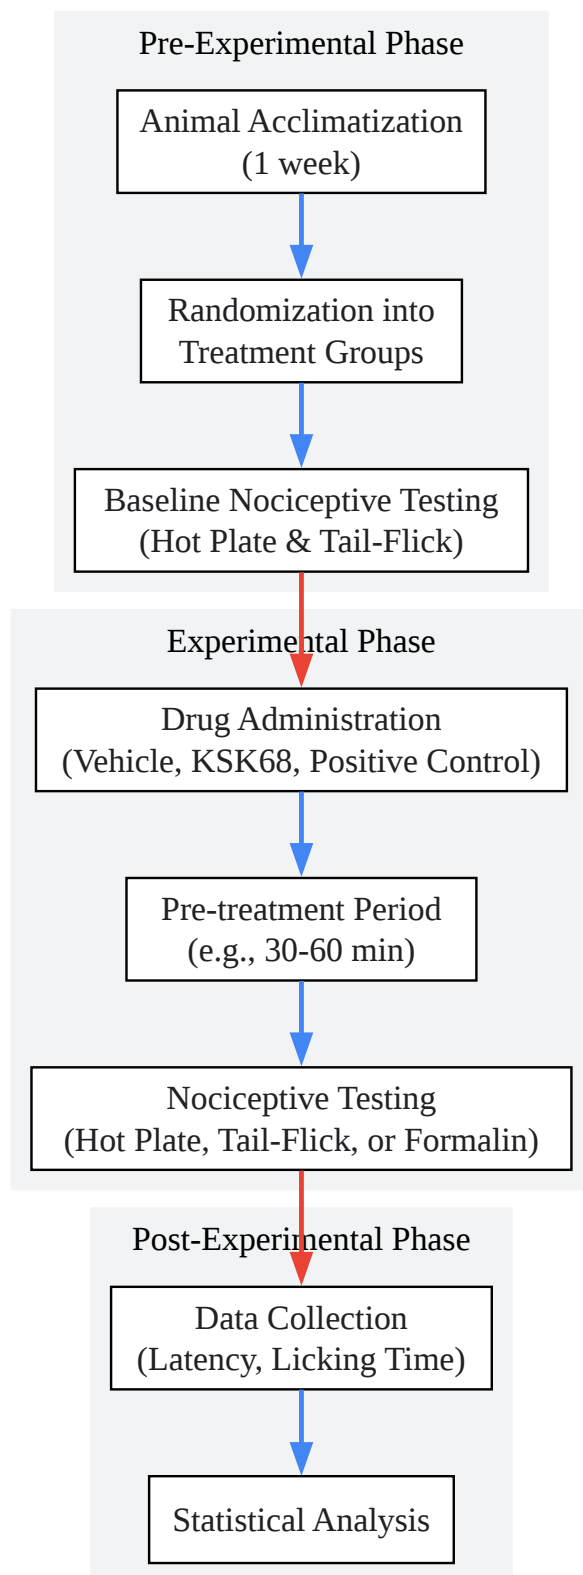 Pre-Experimental Phase
Animal Acclimatization
(1 week)
Randomization into
Treatment Groups
Baseline Nociceptive Testing
(Hot Plate & Tail-Flick)
Experimental Phase
Drug Administration
(Vehicle, KSK68, Positive Control)
Pre-treatment Period
(e.g., 30-60 min)
Nociceptive Testing
(Hot Plate, Tail-Flick, or Formalin)
Post-Experimental Phase
Data Collection
(Latency, Licking Time)
Statistical Analysis